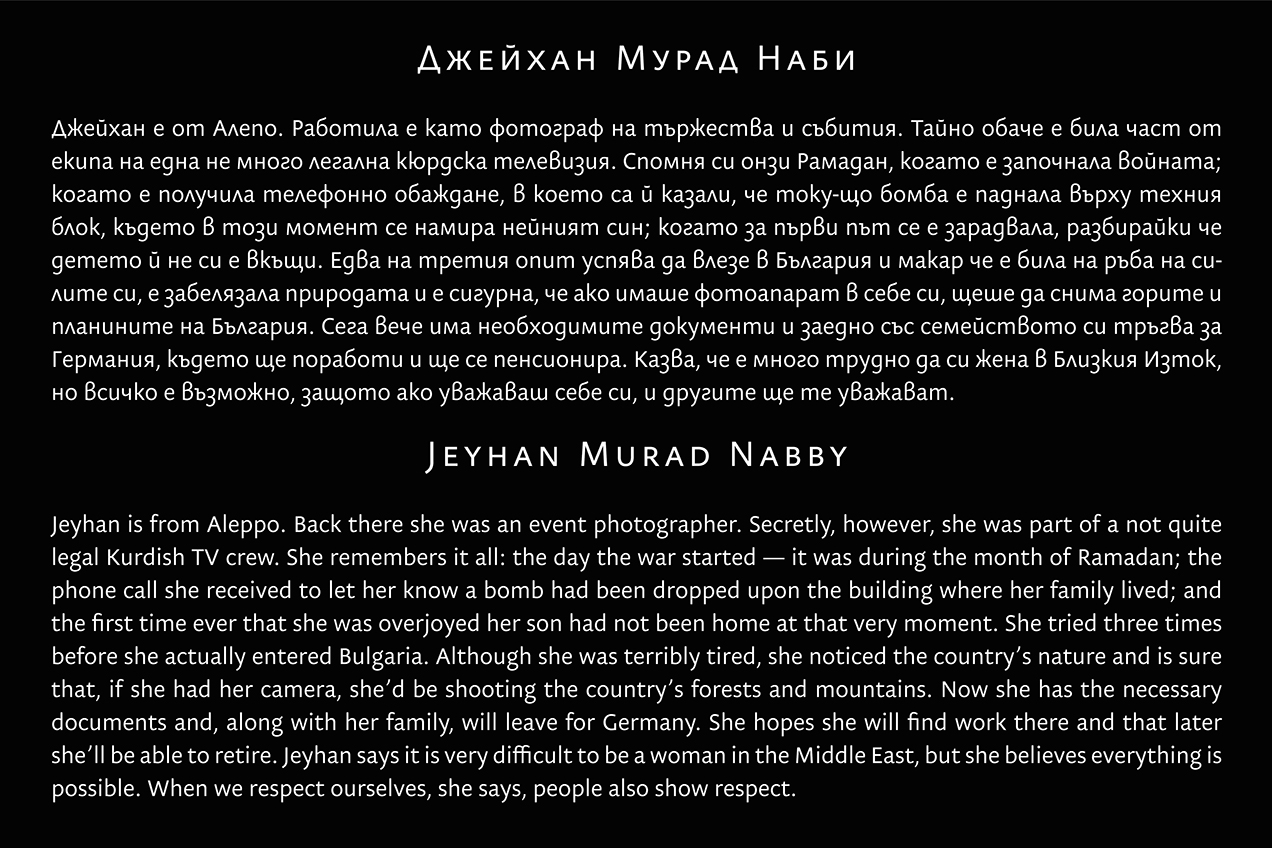 Джейхан Мурад Наби
Джейхан е от Алепо. Работила е като фотограф на тържества и събития. Тайно обаче е била част от
екипа на една не много легална кюрдска телевизия. Спомня си онзи Рамадан, когато е започнала войната;
когато е получила телефонно обаждане, в което са ѝ казали, че току-що бомба е паднала върху техния
блок, където в този момент се намира нейният син; когато за първи път се е зарадвала, разбирайки че
детето ѝ не си е вкъщи. Едва на третия опит успява да влезе в България и макар че е била на ръба на си-
лите си, е забелязала природата и е сигурна, че ако имаше фотоапарат в себе си, щеше да снима горите и
планините на България. Сега вече има необходимите документи и заедно със семейството си тръгва за
Германия, където ще поработи и ще се пенсионира. Казва, че е много трудно да си жена в Близкия Изток,
но всичко е възможно, защото ако уважаваш себе си, и другите ще те уважават.
Jeyhan Murad Nabby
Jeyhan is from Aleppo. Back there she was an event photographer. Secretly, however, she was part of a not quite
legal Kurdish TV crew. She remembers it all: the day the war started — it was during the month of Ramadan; the
phone call she received to let her know a bomb had been dropped upon the building where her family lived; and
the first time ever that she was overjoyed her son had not been home at that very moment. She tried three times
before she actually entered Bulgaria. Although she was terribly tired, she noticed the country’s nature and is sure
that, if she had her camera, she’d be shooting the country’s forests and mountains. Now she has the necessary
documents and, along with her family, will leave for Germany. She hopes she will find work there and that later
she’ll be able to retire. Jeyhan says it is very difficult to be a woman in the Middle East, but she believes everything is
possible. When we respect ourselves, she says, people also show respect.